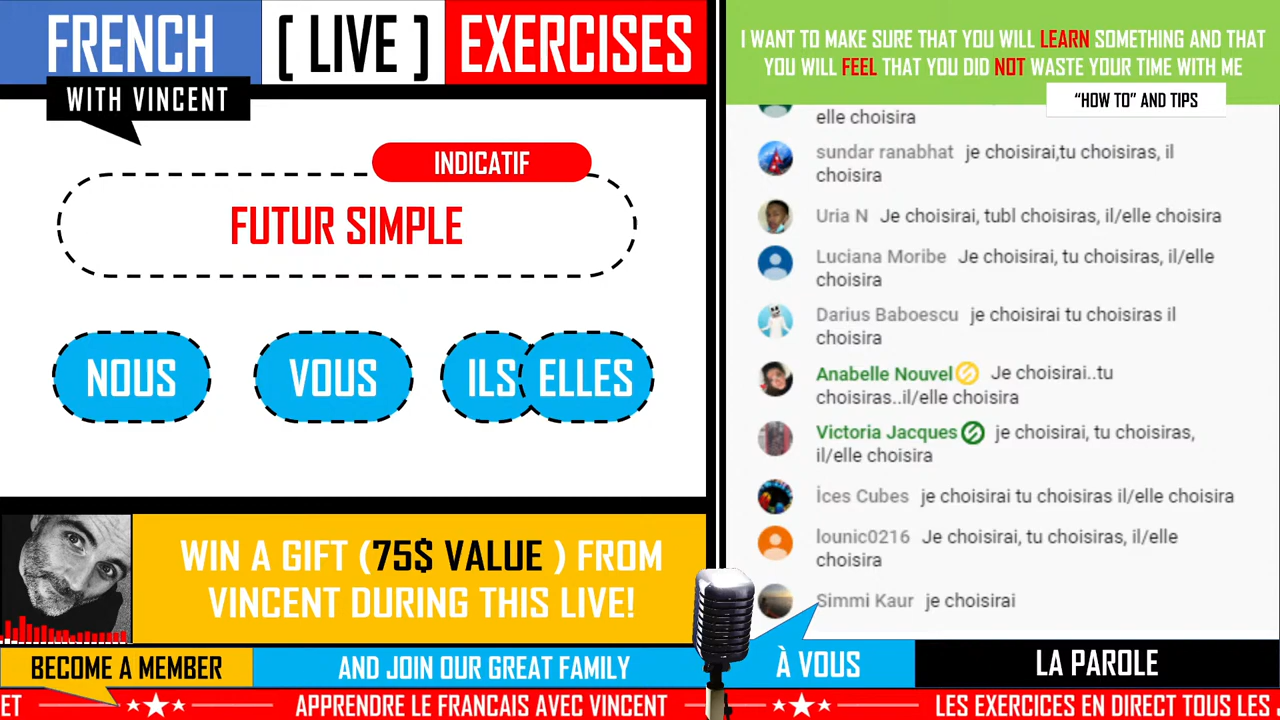 FRENCH [ LIVE ] EXERCISES
WITH VINCENT
INDICATIF
FUTUR SIMPLE
NOUS VOUS ILS ELLES
WIN A GIFT (75$ VALUE ) FROM
VINCENT DURING THIS LIVE!
I WANT TO MAKE SURE THAT YOU WILL LEARN SOMETHING AND THAT
YOU WILL FEEL THAT YOU DID NOT WASTE YOUR TIME WITH ME
“HOW TO” AND TIPS
elle choisira
sundar ranabhat je choisirai,tu choisiras, il
choisira
Uria N Je choisirai, tubl choisiras, il/elle choisira
Luciana Moribe Je choisirai, tu choisiras, il/elle
choisira
Darius Baboescu je choisirai tu choisiras il
choisira
Anabelle Nouvel Je choisirai..tu
choisiras..il/elle choisira
Victoria Jacques je choisirai, tu choisiras,
il/elle choisira
İces Cubes je choisirai tu choisiras il/elle choisira
lounic0216 Je choisirai, tu choisiras, il/elle
choisira
Simmi Kaur je choisirai
BECOME A MEMBER AND JOIN OUR GREAT FAMILY À VOUS LA PAROLE
ET APPRENDRE LE FRANCAIS AVEC VINCENT LES EXERCICES EN DIRECT TOUS LES